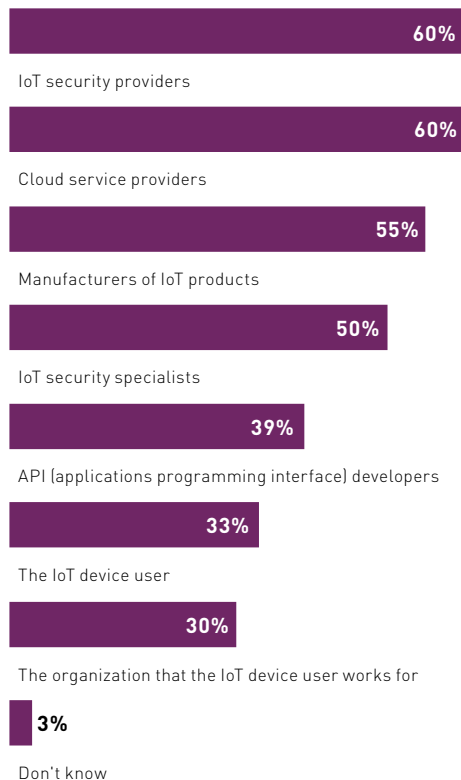 60%
IoT security providers
60%
Cloud service providers
55%
Manufacturers of IoT products
50%
IoT security specialists
39%
API (applications programming interface) developers
33%
The IoT device user
30%
The organization that the IoT device user works for
3%
Don't know